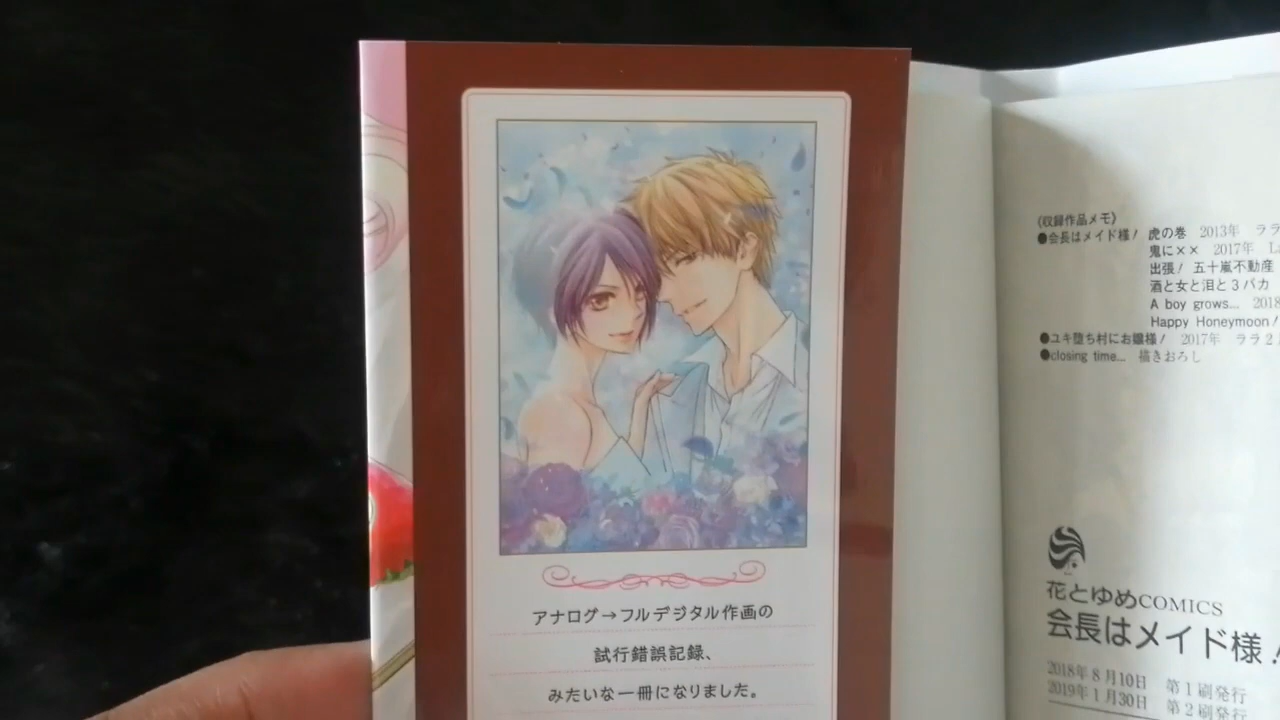 アナログ→フルデジタル作画の
試行錯誤記録、
みたいな一冊になりました。
《収録作品メモ》
●会長はメイド様! 虎の巻 2013年 ララ
鬼に×× 2017年 La
出張! 五十嵐不動産
酒と女と泪と3バカ
A boy grows… 2018
Happy Honeymoon!
●ユキ堕ち村にお嬢様! 2017年 ララ2
●closing time… 描きおろし
花とゆめCOMICS
会長はメイド様!
2018年8月10日 第1刷発行
2019年1月30日 第2刷発行